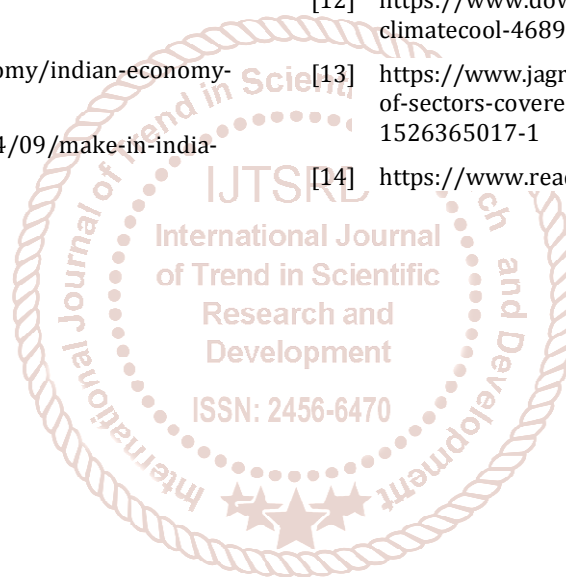 omy/indian-economy-
4/09/make-in-india-
[12] https://www.dow
climatecool-4689
[13] https://www.jagr
of-sectors-covere
1526365017-1
[14] https://www.read
International Journal of Trend in Scientific Research and Development
IJTSRD
International Journal
of Trend in Scientific
Research and
Development
ISSN: 2456-6470